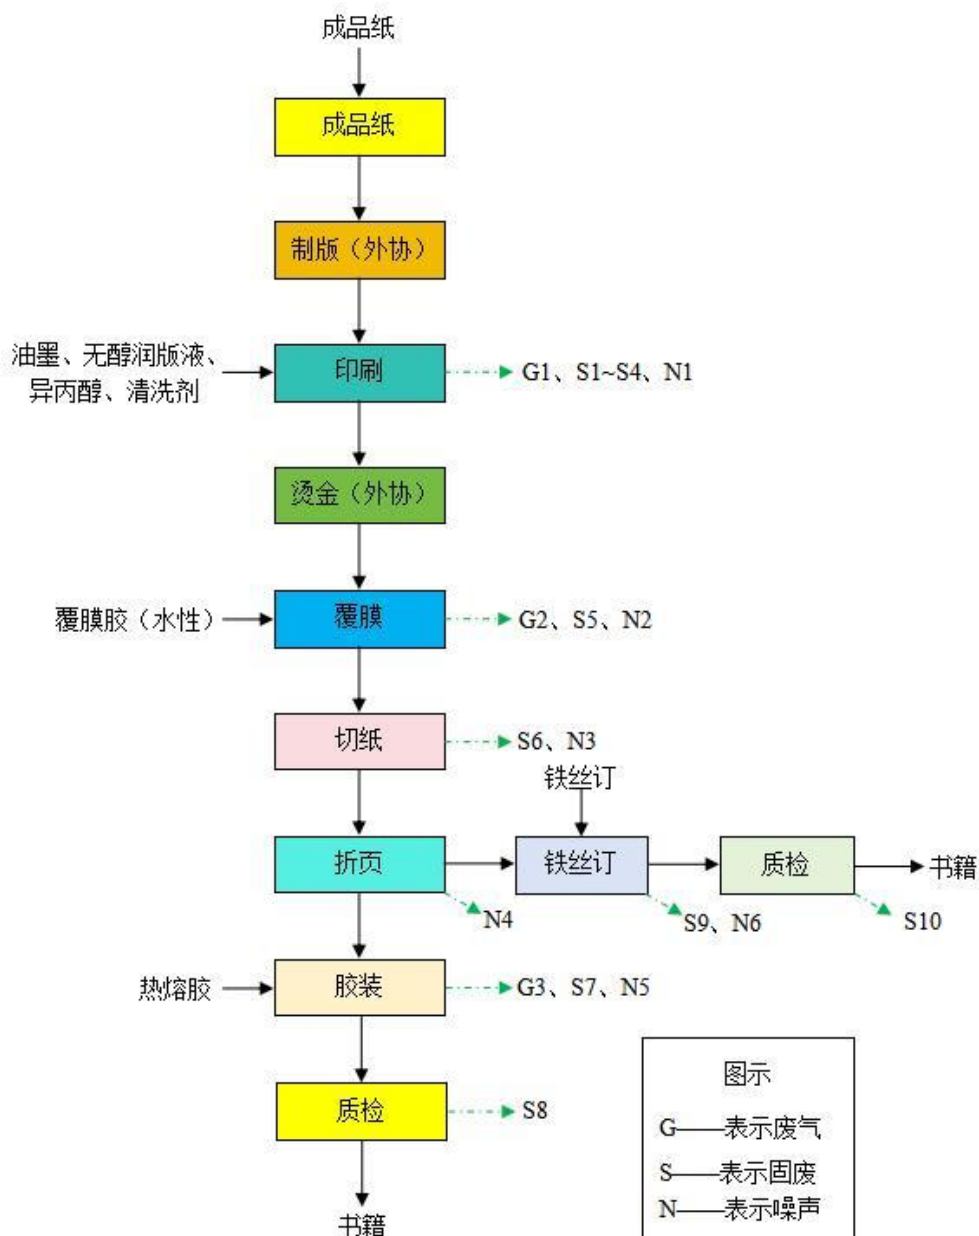 成品纸
成品纸
制版（外协）
油墨、无醇润版液、
异丙醇、清洗剂
印刷
G1、S1~S4、N1
烫金（外协）
覆膜胶（水性）
覆膜
G2、S5、N2
切纸
S6、N3
铁丝订
折页
铁丝订
质检
书籍
N4
S9、N6
S10
热熔胶
胶装
G3、S7、N5
质检
S8
书籍
图示
G——表示废气
S——表示固废
N——表示噪声